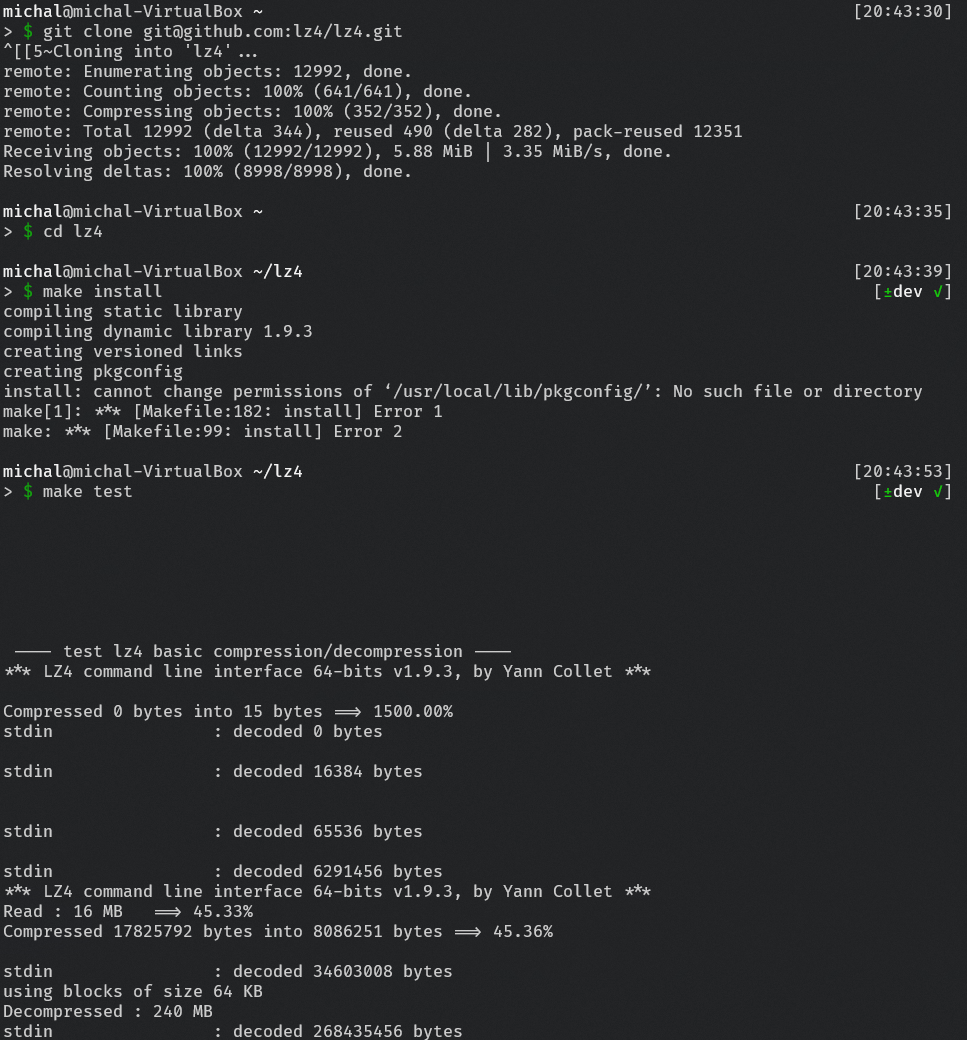 michal@michal-VirtualBox ~ [20:43:30]
> $ git clone git@github.com:lz4/lz4.git
^[[5~Cloning into 'lz4'...
remote: Enumerating objects: 12992, done.
remote: Counting objects: 100% (641/641), done.
remote: Compressing objects: 100% (352/352), done.
remote: Total 12992 (delta 344), reused 490 (delta 282), pack-reused 12351
Receiving objects: 100% (12992/12992), 5.88 MiB | 3.35 MiB/s, done.
Resolving deltas: 100% (8998/8998), done.
michal@michal-VirtualBox ~ [20:43:35]
> $ cd lz4
michal@michal-VirtualBox ~/lz4 [20:43:39]
> $ make install [±dev √]
compiling static library
compiling dynamic library 1.9.3
creating versioned links
creating pkgconfig
install: cannot change permissions of ‘/usr/local/lib/pkgconfig/’: No such file or directory
make[1]: *** [Makefile:182: install] Error 1
make: *** [Makefile:99: install] Error 2
michal@michal-VirtualBox ~/lz4 [20:43:53]
> $ make test [±dev √]
---- test lz4 basic compression/decompression ----
*** LZ4 command line interface 64-bits v1.9.3, by Yann Collet ***
Compressed 0 bytes into 15 bytes ==> 1500.00%
stdin : decoded 0 bytes
stdin : decoded 16384 bytes
stdin : decoded 65536 bytes
stdin : decoded 6291456 bytes
*** LZ4 command line interface 64-bits v1.9.3, by Yann Collet ***
Read : 16 MB ==> 45.33%
Compressed 17825792 bytes into 8086251 bytes ==> 45.36%
stdin : decoded 34603008 bytes
using blocks of size 64 KB
Decompressed : 240 MB
stdin : decoded 268435456 bytes